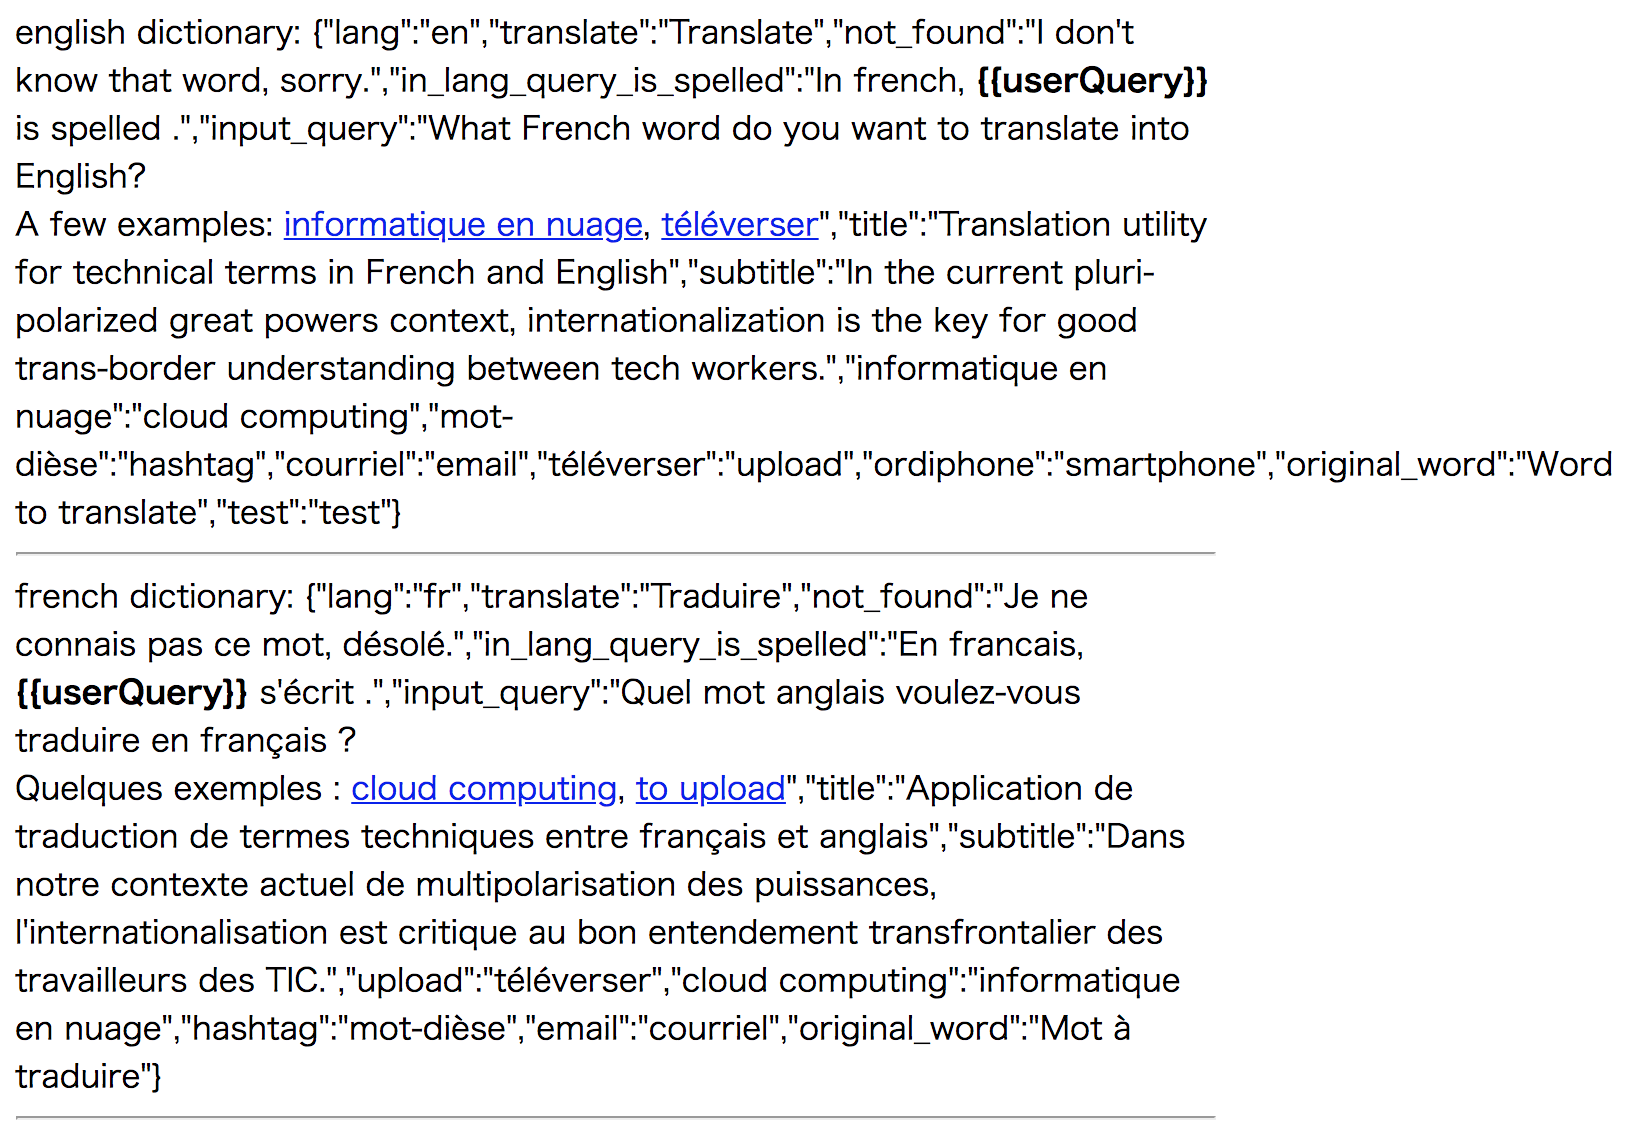 english dictionary: {"lang":"en","translate":"Translate","not_found":"I don't
know that word, sorry.","in_lang_query_is_spelled":"In french, {{userQuery}}
is spelled .","input_query":"What French word do you want to translate into
English?
A few examples: informatique en nuage, téléverser","title":"Translation utility
for technical terms in French and English","subtitle":"In the current pluri-
polarized great powers context, internationalization is the key for good
trans-border understanding between tech workers.","informatique en
nuage":"cloud computing","mot-
dièse":"hashtag","courriel":"email","téléverser":"upload","ordiphone":"smartphone","original_word":"Word
to translate","test":"test"}
french dictionary: {"lang":"fr","translate":"Traduire","not_found":"Je ne
connais pas ce mot, désolé.","in_lang_query_is_spelled":"En francais,
{{userQuery}} s'écrit .","input_query":"Quel mot anglais voulez-vous
traduire en français ?
Quelques exemples : cloud computing, to upload","title":"Application de
traduction de termes techniques entre français et anglais","subtitle":"Dans
notre contexte actuel de multipolarisation des puissances,
l'internationalisation est critique au bon entendement transfrontalier des
travailleurs des TIC.","upload":"téléverser","cloud computing":"informatique
en nuage","hashtag":"mot-dièse","email":"courriel","original_word":"Mot à
traduire"}